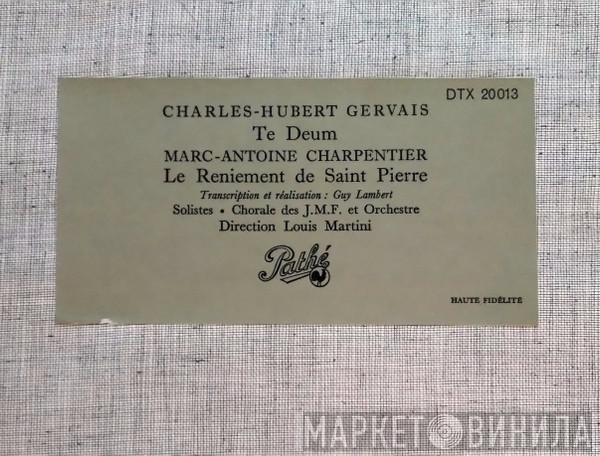 DTX 20013
CHARLES-HUBERT GERVAIS
Te Deum
MARC-ANTOINE CHARPENTIER
Le Reniement de Saint Pierre
Transcription et réalisation : Guy Lambert
Solistes • Chorale des J.M.F. et Orchestre
Direction Louis Martini
Pathé
HAUTE FIDÉLITÉ
МАРКЕТ ВИНИЛА